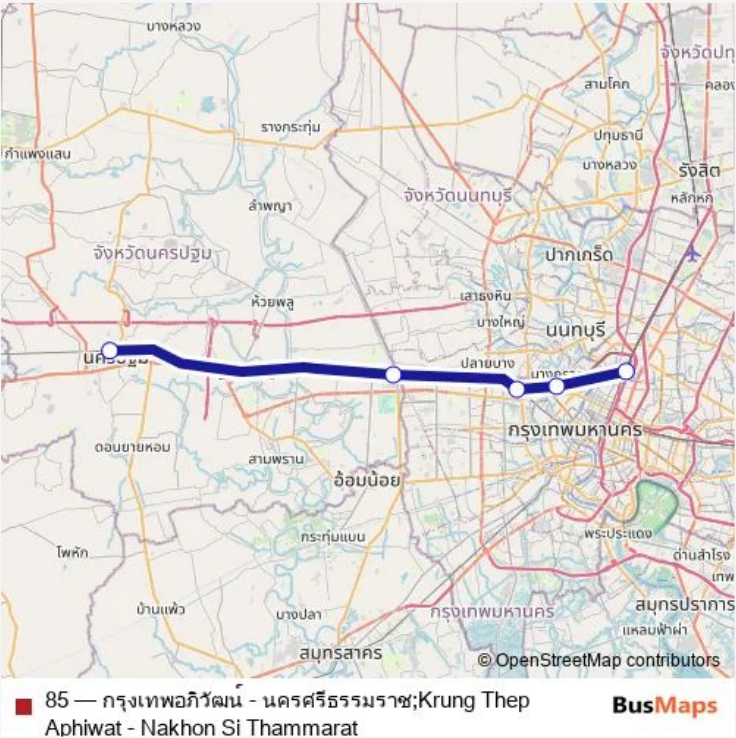 บางหลวง
จังหวัดปทุ
สามโคก
คลอง
รางกระทุ่ม
ปทุมธานี
กำแพงแสน
บางหลวง
รังสิต
จังหวัดนนทบุรี
หลักหก
ลำพญา
จังหวัดนครปฐม
ปากเกร็ด
ห้วยพลู
เสาธงหิน
บางใหญ่
นนทบุรี
ปลายบาง
กรุงเทพมหานคร
ดอนยายหอม
สามพราน
อ้อมน้อย
กระทุ่มแบน
พระประแดง
โพหัก
ด่านสำโรง
เทพ
บ้านแพ้ว
บางปลา
กรุงเทพมหานคร
สมุทรปราการ
แหลมฟ้าผ่า
สมุทรสาคร
© OpenStreetMap contributors
85 — กรุงเทพอภิวัฒน์ - นครศรีธรรมราช;Krung Thep
Aphiwat - Nakhon Si Thammarat
BusMaps